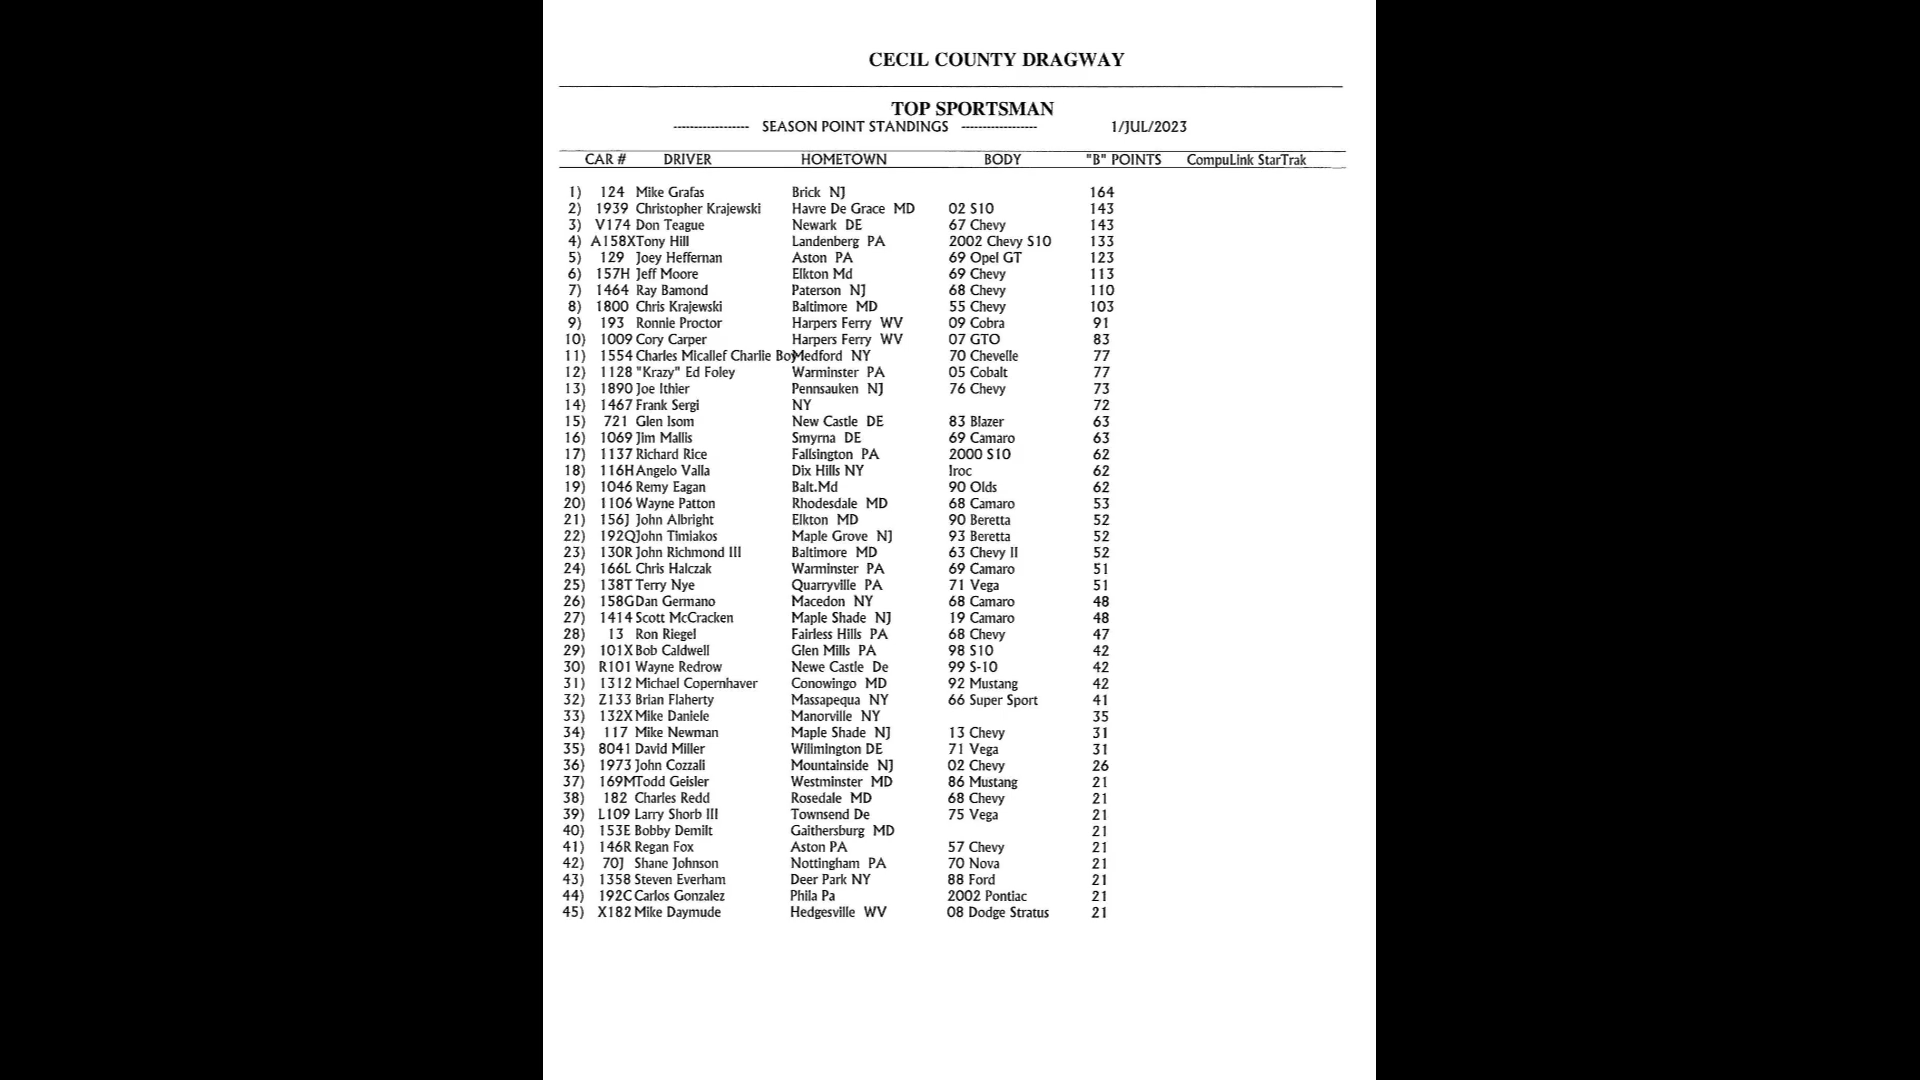 CECIL COUNTY DRAGWAY
TOP SPORTSMAN
------------------ SEASON POINT STANDINGS ------------------ 1/JUL/2023
CAR # DRIVER HOMETOWN BODY "B" POINTS CompuLink StarTrak
1) 124 Mike Grafas Brick NJ 164
2) 1939 Christopher Krajewski Havre De Grace MD 02 S10 143
3) V174 Don Teague Newark DE 67 Chevy 143
4) A158X Tony Hill Landenberg PA 2002 Chevy S10 133
5) 129 Joey Heffernan Aston PA 69 Opel GT 123
6) 157H Jeff Moore Elkton Md 69 Chevy 113
7) 1464 Ray Bamond Paterson NJ 68 Chevy 110
8) 1800 Chris Krajewski Baltimore MD 55 Chevy 103
9) 193 Ronnie Proctor Harpers Ferry WV 09 Cobra 91
10) 1009 Cory Carper Harpers Ferry WV 07 GTO 83
11) 1554 Charles Micallef Charlie Boy Medford NY 70 Chevelle 77
12) 1128 "Krazy" Ed Foley Warminster PA 05 Cobalt 77
13) 1890 Joe Ithier Pennsauken NJ 76 Chevy 73
14) 1467 Frank Sergi NY 72
15) 721 Glen Isom New Castle DE 83 Blazer 63
16) 1069 Jim Mallis Smyrna DE 69 Camaro 63
17) 1137 Richard Rice Fallsington PA 2000 S10 62
18) 116H Angelo Valla Dix Hills NY Iroc 62
19) 1046 Remy Eagan Balt.Md 90 Olds 62
20) 1106 Wayne Patton Rhodesdale MD 68 Camaro 53
21) 156J John Albright Elkton MD 90 Beretta 52
22) 192Q John Timiakos Maple Grove NJ 93 Beretta 52
23) 130R John Richmond III Baltimore MD 63 Chevy II 52
24) 166L Chris Halczak Warminster PA 69 Camaro 51
25) 138T Terry Nye Quarryville PA 71 Vega 51
26) 158G Dan Germano Macedon NY 68 Camaro 48
27) 1414 Scott McCracken Maple Shade NJ 19 Camaro 48
28) 13 Ron Riegel Fairless Hills PA 68 Chevy 47
29) 101X Bob Caldwell Glen Mills PA 98 S10 42
30) R101 Wayne Redrow Newe Castle De 99 S-10 42
31) 1312 Michael Copernhaver Conowingo MD 92 Mustang 42
32) Z133 Brian Flaherty Massapequa NY 66 Super Sport 41
33) 132X Mike Daniele Manorville NY 35
34) 117 Mike Newman Maple Shade NJ 13 Chevy 31
35) 8041 David Miller Wilmington DE 71 Vega 31
36) 1973 John Cozzali Mountainside NJ 02 Chevy 26
37) 169M Todd Geisler Westminster MD 86 Mustang 21
38) 182 Charles Redd Rosedale MD 68 Chevy 21
39) L109 Larry Shorb III Townsend De 75 Vega 21
40) 153E Bobby Demilt Gaithersburg MD 21
41) 146R Regan Fox Aston PA 57 Chevy 21
42) 70J Shane Johnson Nottingham PA 70 Nova 21
43) 1358 Steven Everham Deer Park NY 88 Ford 21
44) 192C Carlos Gonzalez Phila Pa 2002 Pontiac 21
45) X182 Mike Daymude Hedgesville WV 08 Dodge Stratus 21